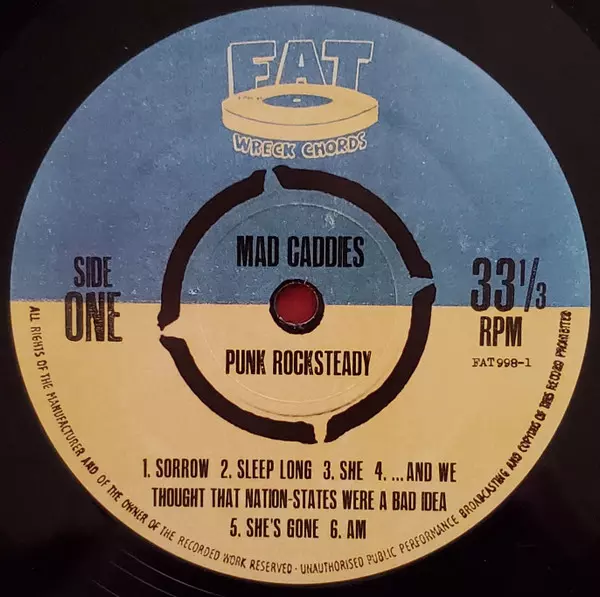 FAT
WRECK CHORDS
MAD CADDIES
SIDE
ONE
33 1/3
RPM
FAT998-1
PUNK ROCKSTEADY
1. SORROW 2. SLEEP LONG 3. SHE 4. ...AND WE
THOUGHT THAT NATION-STATES WERE A BAD IDEA
5. SHE'S GONE 6. AM
ALL RIGHTS OF THE MANUFACTURER AND OF THE OWNER OF THE RECORDED WORK RESERVED - UNAUTHORISED PUBLIC PERFORMANCE BROADCASTING AND COPYING OF THIS RECORD PROHIBITED